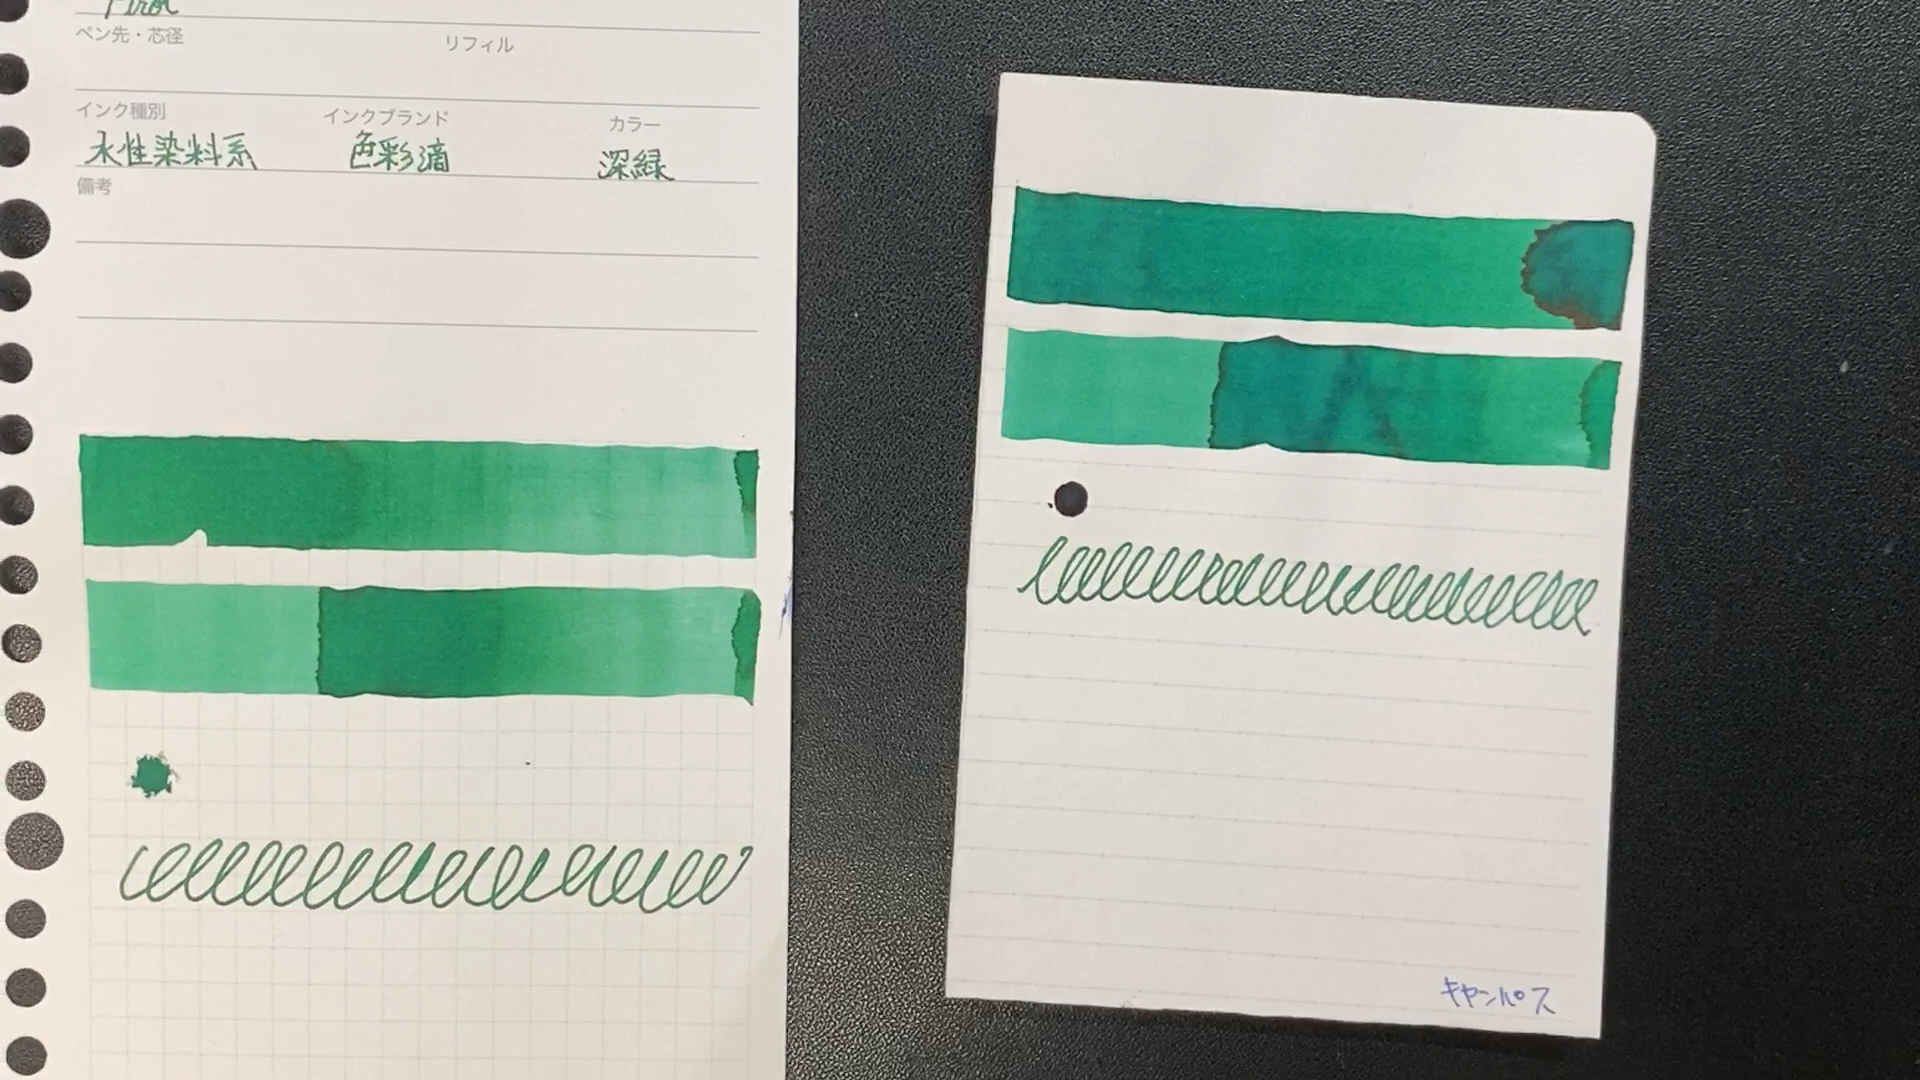 Pirol
ペン先・芯径 リフィル
インク種別 インクブランド カラー
水性染料系 色彩滴 深緑
備考
キャンパス